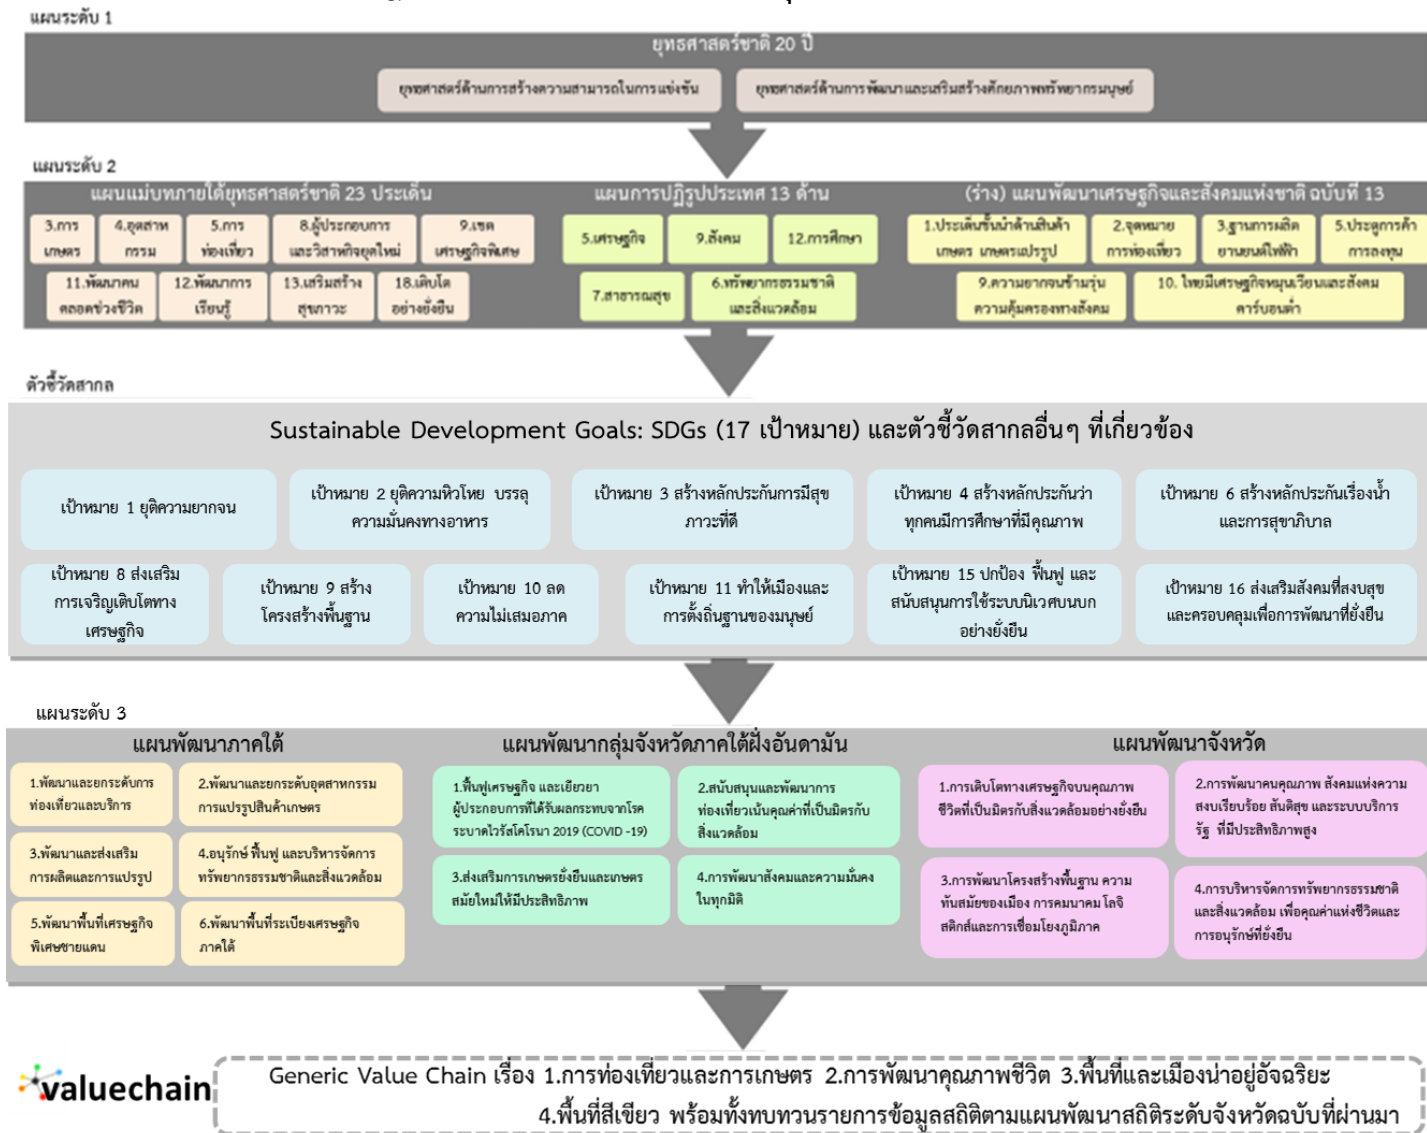 แผนระดับ 1
ยุทธศาสตร์ชาติ 20 ปี
ยุทธศาสตร์ด้านการสร้างความสามารถในการแข่งขัน
ยุทธศาสตร์ด้านการพัฒนาและเสริมสร้างศักยภาพทรัพยากรมนุษย์
แผนระดับ 2
แผนแม่บทภายใต้ยุทธศาสตร์ชาติ 23 ประเด็น
3.การ
เกษตร
4.อุตสาห
กรรม
5.การ
ท่องเที่ยว
8.ผู้ประกอบการ
และวิสาหกิจยุคใหม่
9.เขต
เศรษฐกิจพิเศษ
11.พัฒนาคน
ตลอดช่วงชีวิต
12.พัฒนาการ
เรียนรู้
13.เสริมสร้าง
สุขภาวะ
18.เติบโต
อย่างยั่งยืน
แผนการปฏิรูปประเทศ 13 ด้าน
5.เศรษฐกิจ
9.สังคม
12.การศึกษา
7.สาธารณสุข
6.ทรัพยากรธรรมชาติ
และสิ่งแวดล้อม
(ร่าง) แผนพัฒนาเศรษฐกิจและสังคมแห่งชาติ ฉบับที่ 13
1.ประเด็นชั้นนำด้านสินค้า
เกษตร เกษตรแปรรูป
2.จุดหมาย
การท่องเที่ยว
3.ฐานการผลิต
ยานยนต์ไฟฟ้า
5.ประตูการค้า
การลงทุน
9.ความยากจนข้ามรุ่น
ความคุ้มครองทางสังคม
10. ไทยมีเศรษฐกิจหมุนเวียนและสังคม
คาร์บอนต่ำ
ตัวชี้วัดสากล
Sustainable Development Goals: SDGs (17 เป้าหมาย) และตัวชี้วัดสากลอื่นๆ ที่เกี่ยวข้อง
เป้าหมาย 1 ยุติความยากจน
เป้าหมาย 2 ยุติความหิวโหย บรรลุ
ความมั่นคงทางอาหาร
เป้าหมาย 3 สร้างหลักประกันการมีสุข
ภาวะที่ดี
เป้าหมาย 4 สร้างหลักประกันว่า
ทุกคนมีการศึกษาที่มีคุณภาพ
เป้าหมาย 6 สร้างหลักประกันเรื่องน้ำ
และการสุขาภิบาล
เป้าหมาย 8 ส่งเสริม
การเจริญเติบโตทาง
เศรษฐกิจ
เป้าหมาย 9 สร้าง
โครงสร้างพื้นฐาน
เป้าหมาย 10 ลด
ความไม่เสมอภาค
เป้าหมาย 11 ทำให้เมืองและ
การตั้งถิ่นฐานของมนุษย์
เป้าหมาย 15 ปกป้อง ฟื้นฟู และ
สนับสนุนการใช้ระบบนิเวศบนบก
อย่างยั่งยืน
เป้าหมาย 16 ส่งเสริมสังคมที่สงบสุข
และครอบคลุมเพื่อการพัฒนาที่ยั่งยืน
แผนระดับ 3
แผนพัฒนาภาคใต้
1.พัฒนาและยกระดับการ
ท่องเที่ยวและบริการ
2.พัฒนาและยกระดับอุตสาหกรรม
การแปรรูปสินค้าเกษตร
3.พัฒนาและส่งเสริม
การผลิตและการแปรรูป
4.อนุรักษ์ ฟื้นฟู และบริหารจัดการ
ทรัพยากรธรรมชาติและสิ่งแวดล้อม
5.พัฒนาพื้นที่เศรษฐกิจ
พิเศษชายแดน
6.พัฒนาพื้นที่ระเบียงเศรษฐกิจ
ภาคใต้
แผนพัฒนากลุ่มจังหวัดภาคใต้ฝั่งอันดามัน
1.ฟื้นฟูเศรษฐกิจ และเยียวยา
ผู้ประกอบการที่ได้รับผลกระทบจากโรค
ระบาดไวรัสโคโรนา 2019 (COVID -19)
2.สนับสนุนและพัฒนาการ
ท่องเที่ยวเน้นคุณค่าที่เป็นมิตรกับ
สิ่งแวดล้อม
3.ส่งเสริมการเกษตรยั่งยืนและเกษตร
สมัยใหม่ให้มีประสิทธิภาพ
4.การพัฒนาสังคมและความมั่นคง
ในทุกมิติ
แผนพัฒนาจังหวัด
1.การเติบโตทางเศรษฐกิจบนคุณภาพ
ชีวิตที่เป็นมิตรกับสิ่งแวดล้อมอย่างยั่งยืน
2.การพัฒนาคนคุณภาพ สังคมแห่งความ
สงบเรียบร้อย สันติสุข และระบบบริการ
รัฐ ที่มีประสิทธิภาพสูง
3.การพัฒนาโครงสร้างพื้นฐาน ความ
ทันสมัยของเมือง การคมนาคม โลจิ
สติกส์และการเชื่อมโยงภูมิภาค
4.การบริหารจัดการทรัพยากรธรรมชาติ
และสิ่งแวดล้อม เพื่อคุณค่าแห่งชีวิตและ
การอนุรักษ์ที่ยั่งยืน
valuechain
Generic Value Chain เรื่อง 1.การท่องเที่ยวและการเกษตร 2.การพัฒนาคุณภาพชีวิต 3.พื้นที่และเมืองน่าอยู่อัจฉริยะ
4.พื้นที่สีเขียว พร้อมทั้งทบทวนรายการข้อมูลสถิติตามแผนพัฒนาสถิติระดับจังหวัดฉบับที่ผ่านมา